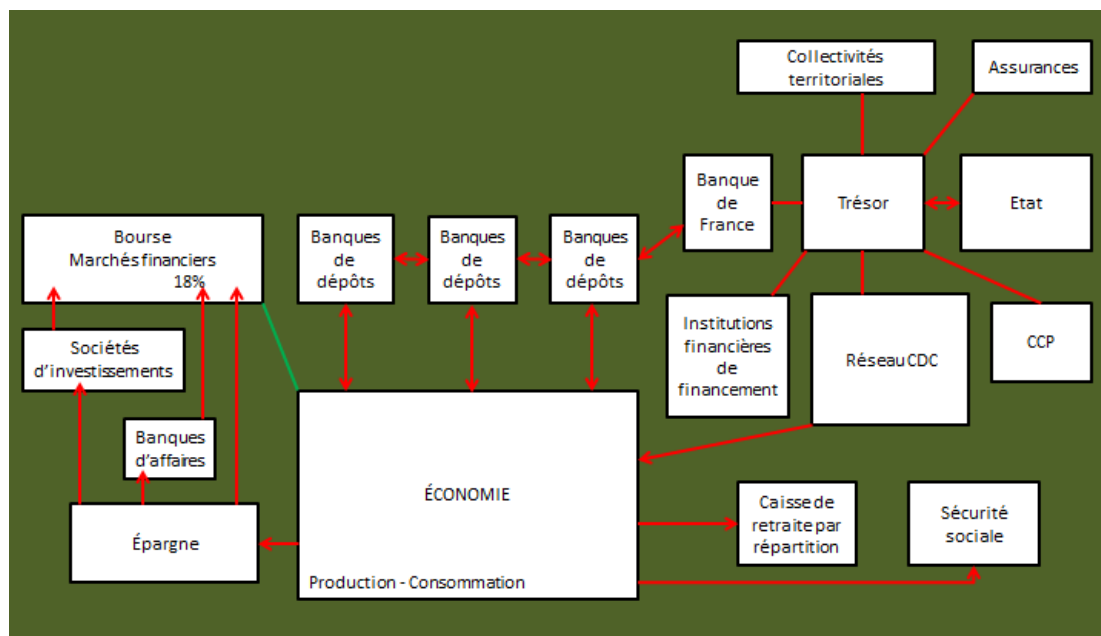 Collectivités
territoriales
Assurances
Banque
de
France
Trésor
Etat
Bourse
Marchés financiers
18%
Banques
de
dépôts
Banques
de
dépôts
Banques
de
dépôts
Sociétés
d'investissements
Institutions
financières
de
financement
Réseau CDC
CCP
Banques
d'affaires
ÉCONOMIE
Production - Consommation
Épargne
Caisse de
retraite par
répartition
Sécurité
sociale